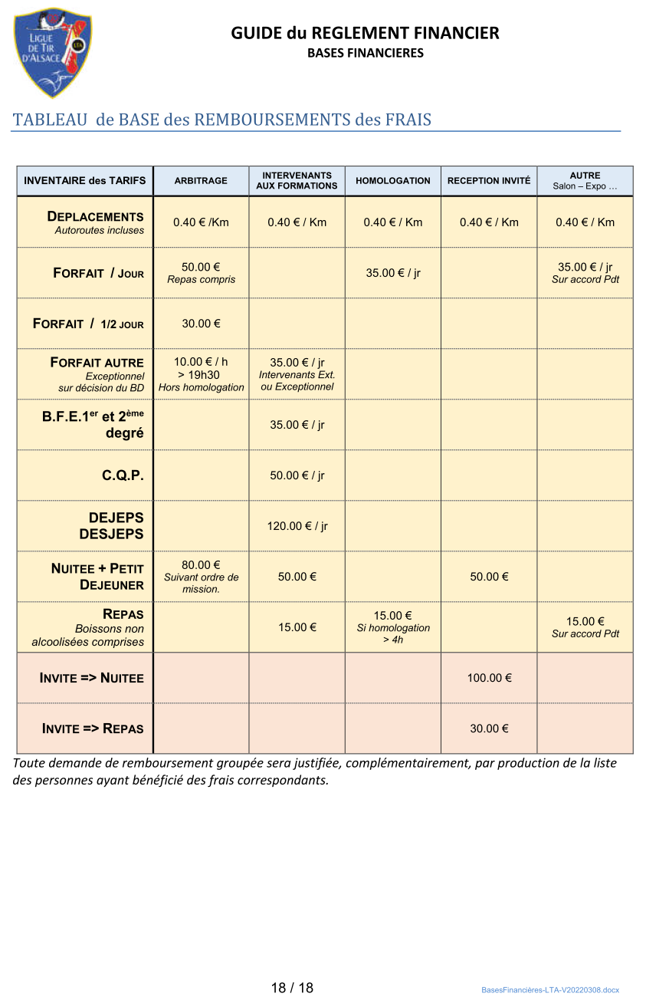 LIGUE
DE TIR
D'ALSACE
LTA
GUIDE du REGLEMENT FINANCIER
BASES FINANCIERES
TABLEAU de BASE des REMBOURSEMENTS des FRAIS
INVENTAIRE des TARIFS ARBITRAGE INTERVENANTS AUX FORMATIONS HOMOLOGATION RECEPTION INVITÉ AUTRE Salon – Expo …
DEPLACEMENTS
Autoroutes incluses
0.40 € /Km 0.40 € / Km 0.40 € / Km 0.40 € / Km 0.40 € / Km
FORFAIT / JOUR
50.00 €
Repas compris
35.00 € / jr
35.00 € / jr
Sur accord Pdt
FORFAIT / 1/2 JOUR
30.00 €
FORFAIT AUTRE
Exceptionnel
sur décision du BD
10.00 € / h
> 19h30
Hors homologation
35.00 € / jr
Intervenants Ext.
ou Exceptionnel
B.F.E.1er et 2ème
degré
35.00 € / jr
C.Q.P.
50.00 € / jr
DEJEPS
DESJEPS
120.00 € / jr
NUITEE + PETIT
DEJEUNER
80.00 €
Suivant ordre de
mission.
50.00 €
50.00 €
REPAS
Boissons non
alcoolisées comprises
15.00 €
15.00 €
Si homologation
> 4h
15.00 €
Sur accord Pdt
INVITE => NUITEE
100.00 €
INVITE => REPAS
30.00 €
Toute demande de remboursement groupée sera justifiée, complémentairement, par production de la liste
des personnes ayant bénéficié des frais correspondants.
18 / 18
BasesFinancières-LTA-V20220308.docx